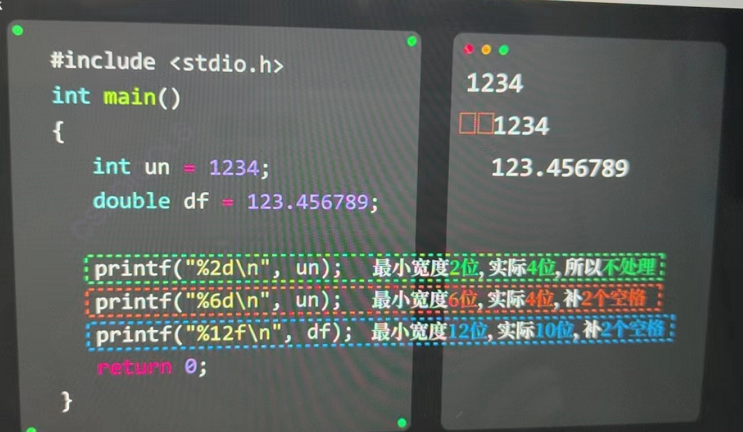 #include <stdio.h>
int main()
{
int un = 1234;
double df = 123.456789;
printf("%2d\n", un); 最小宽度2位,实际4位,所以不处理
printf("%6d\n", un); 最小宽度6位,实际4位,补2个空格
printf("%12f\n", df); 最小宽度12位,实际10位,补2个空格
return 0;
}
1234
1234
123.456789